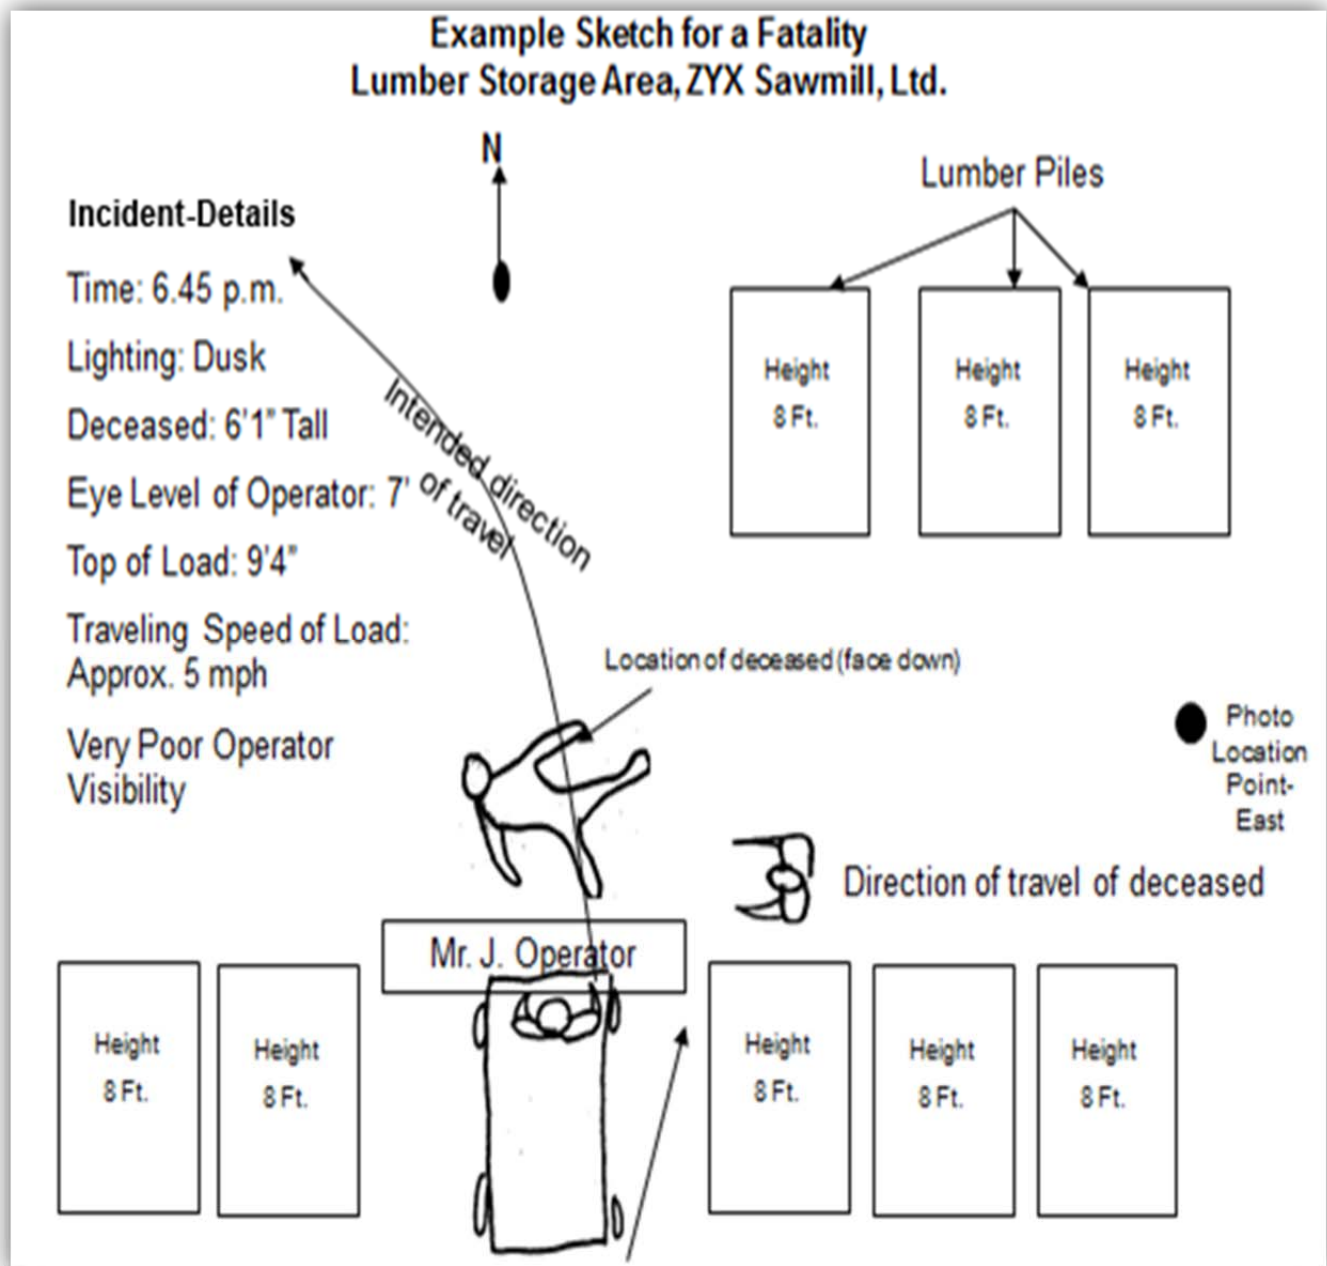 Example Sketch for a Fatality
Lumber Storage Area, ZYX Sawmill, Ltd.
N
Lumber Piles
Incident-Details
Time: 6.45 p.m.
Lighting: Dusk
Deceased: 6'1" Tall
Eye Level of Operator: 7'
Top of Load: 9'4"
Traveling Speed of Load:
Approx. 5 mph
Very Poor Operator
Visibility
Intended direction
of travel
Height
8 Ft.
Height
8 Ft.
Height
8 Ft.
Location of deceased (face down)
Photo
Location
Point-
East
Direction of travel of deceased
Mr. J. Operator
Height
8 Ft.
Height
8 Ft.
Height
8 Ft.
Height
8 Ft.
Height
8 Ft.